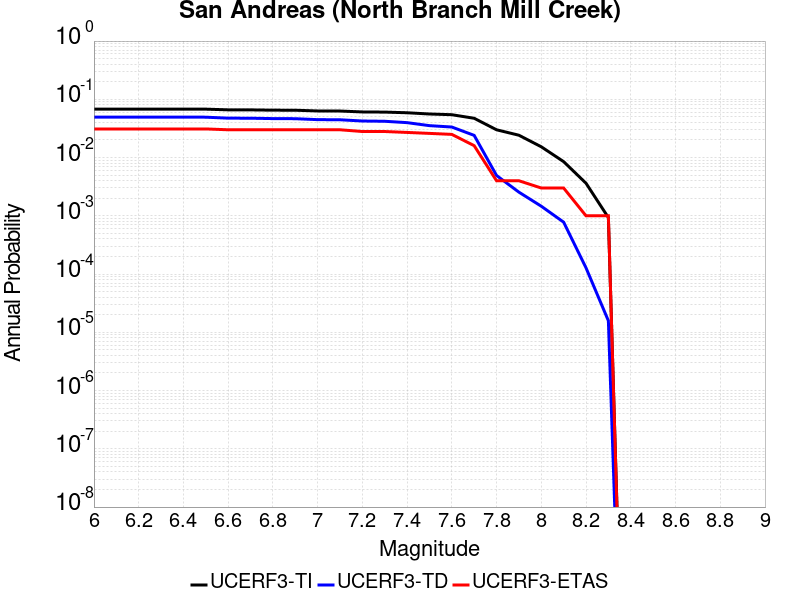 San Andreas (North Branch Mill Creek)
10^0
10^-1
10^-2
10^-3
10^-4
10^-5
10^-6
10^-7
10^-8
Annual Probability
6 6.2 6.4 6.6 6.8 7 7.2 7.4 7.6 7.8 8 8.2 8.4 8.6 8.8 9
Magnitude
UCERF3-TI UCERF3-TD UCERF3-ETAS